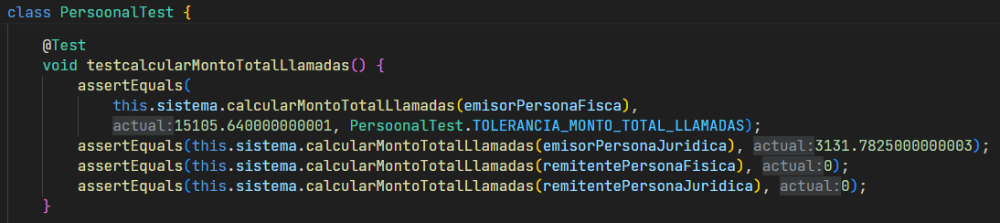 class PersoonalTest {
@Test
void testcalcularMontoTotalLlamadas() {
assertEquals(
this.sistema.calcularMontoTotalLlamadas(emisorPersonaFisca),
actual:15105.640000000001, PersoonalTest.TOLERANCIA_MONTO_TOTAL_LLAMADAS);
assertEquals(this.sistema.calcularMontoTotalLlamadas(emisorPersonaJuridica), actual:3131.7825000000003);
assertEquals(this.sistema.calcularMontoTotalLlamadas(remitentePersonaFisica), actual:0);
assertEquals(this.sistema.calcularMontoTotalLlamadas(remitentePersonaJuridica), actual:0);
}